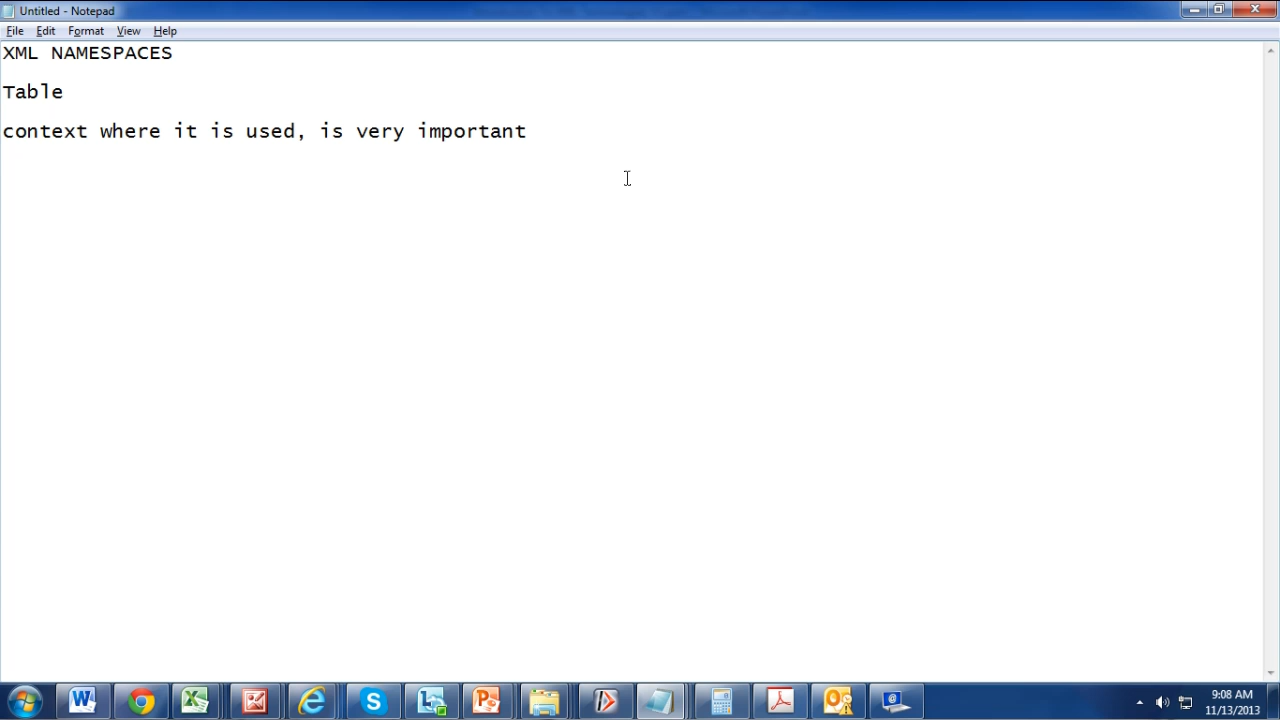 Untitled - Notepad
File Edit Format View Help
XML NAMESPACES
Table
context where it is used, is very important
9:08 AM
11/13/2013